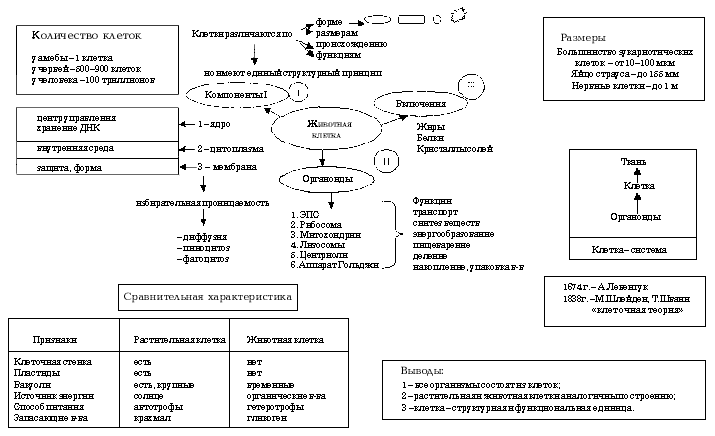 Количество клеток
у амебы – 1 клетка
у червей – 500–900 клеток
у человека – 100 триллионов
Клетки различаются по
форме
размерам
происхождению
функциям
но имеют единый структурный принцип
Размеры
Большинство эукариотических
клеток – от 10–100 мкм
Яйцо страуса – до 155 мм
Нервные клетки – до 1 м
Компоненты I
I
Включения
III
Жиры
Белки
Кристаллы солей
Животная
клетка
центр управления
хранение ДНК
1 – ядро
внутренняя среда
2 – цитоплазма
защита, форма
3 – мембрана
избирательная проницаемость
– диффузия
– пиноцитоз
– фагоцитоз
II
Органоиды
1. ЭПС
2. Рибосома
3. Митохондрии
4. Лизосомы
5. Центриоли
6. Аппарат Гольджи
Функции
транспорт
синтез веществ
энергообразование
пищеварение
деление
накопление, упаковка в-в
Ткань
Клетка
Органоиды
Клетка – система
1674 г. – А. Левенгук
1838 г. – М. Шлейден, Т. Шванн
«клеточная теория»
Сравнительная характеристика
Признаки Растительная клетка Животная клетка
Клеточная стенка есть нет
Пластиды есть нет
Вакуоли есть, крупные временные
Источник энергии солнце органические в-ва
Способ питания автотрофы гетеротрофы
Запасающие в-ва крахмал гликоген
Выводы:
1 – все организмы состоят из клеток;
2 – растительная и животная клетки аналогичны по строению;
3 – клетка – структурная и функциональная единица.